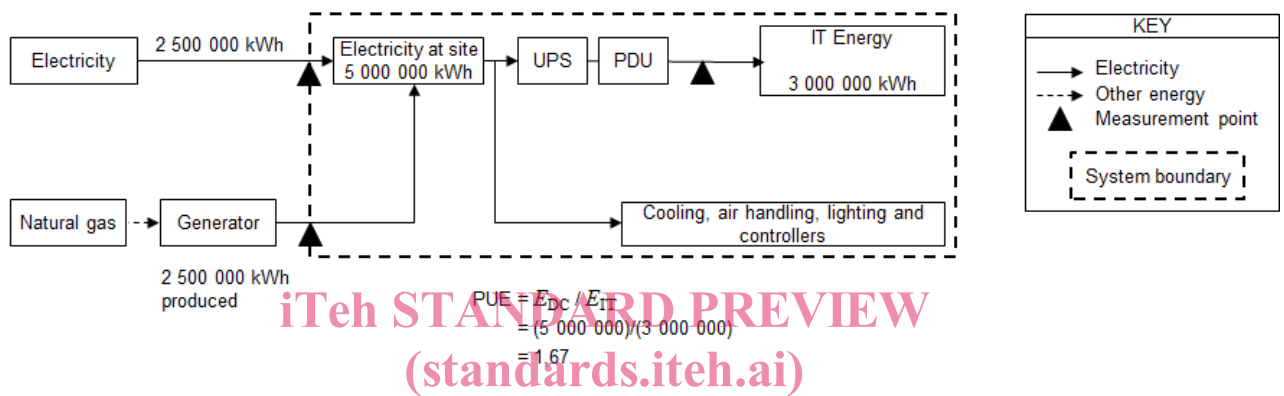 Electricity
2 500 000 kWh
Electricity at site
5 000 000 kWh
UPS
PDU
IT Energy
3 000 000 kWh
Natural gas
Generator
2 500 000 kWh
produced
Cooling, air handling, lighting and
controllers
KEY
Electricity
Other energy
Measurement point
System boundary
PUE = E_DC / E_IT
= (5 000 000)/(3 000 000)
= 1,67
iTeh STANDARD PREVIEW
(standards.iteh.ai)